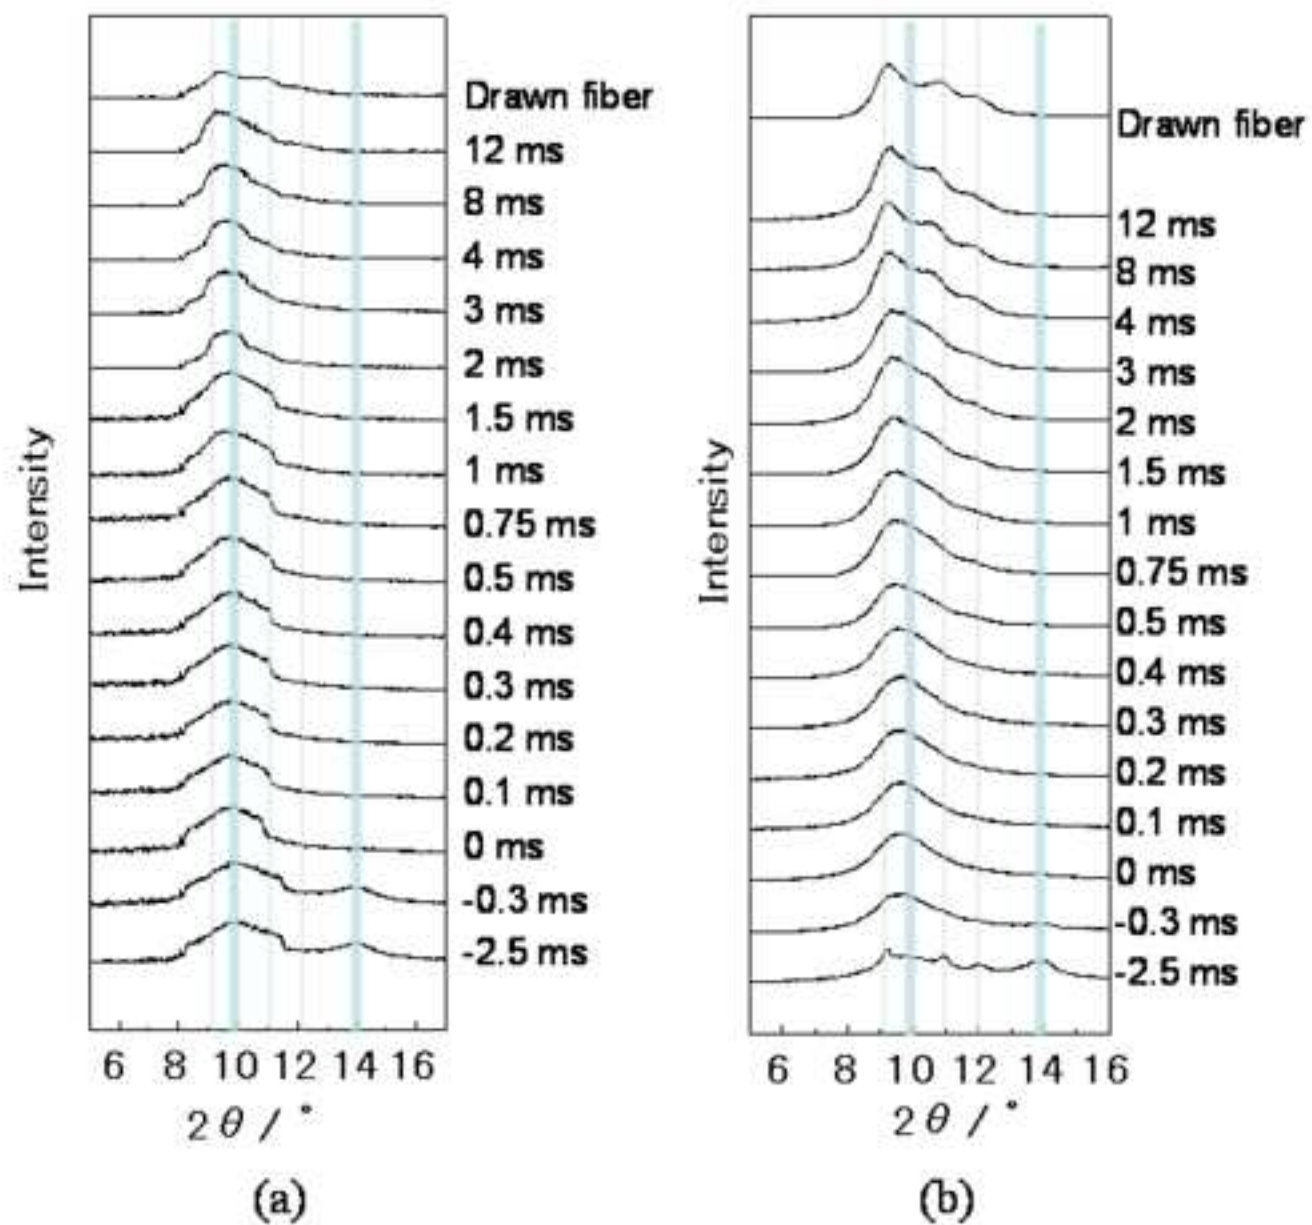 Drawn fiber
12 ms
8 ms
4 ms
3 ms
2 ms
1.5 ms
1 ms
0.75 ms
0.5 ms
0.4 ms
0.3 ms
0.2 ms
0.1 ms
0 ms
-0.3 ms
-2.5 ms
Intensity
6 8 10 12 14 16
2θ / °
(a)
Drawn fiber
12 ms
8 ms
4 ms
3 ms
2 ms
1.5 ms
1 ms
0.75 ms
0.5 ms
0.4 ms
0.3 ms
0.2 ms
0.1 ms
0 ms
-0.3 ms
-2.5 ms
Intensity
6 8 10 12 14 16
2θ / °
(b)